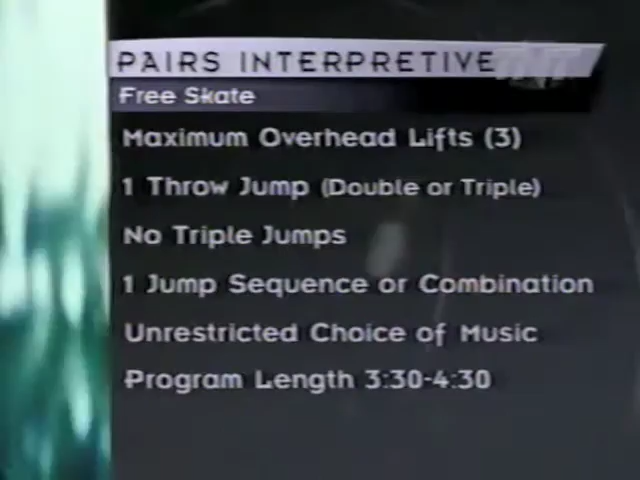 PAIRS INTERPRETIVE
Free Skate
Maximum Overhead Lifts (3)
1 Throw Jump (Double or Triple)
No Triple Jumps
1 Jump Sequence or Combination
Unrestricted Choice of Music
Program Length 3:30-4:30